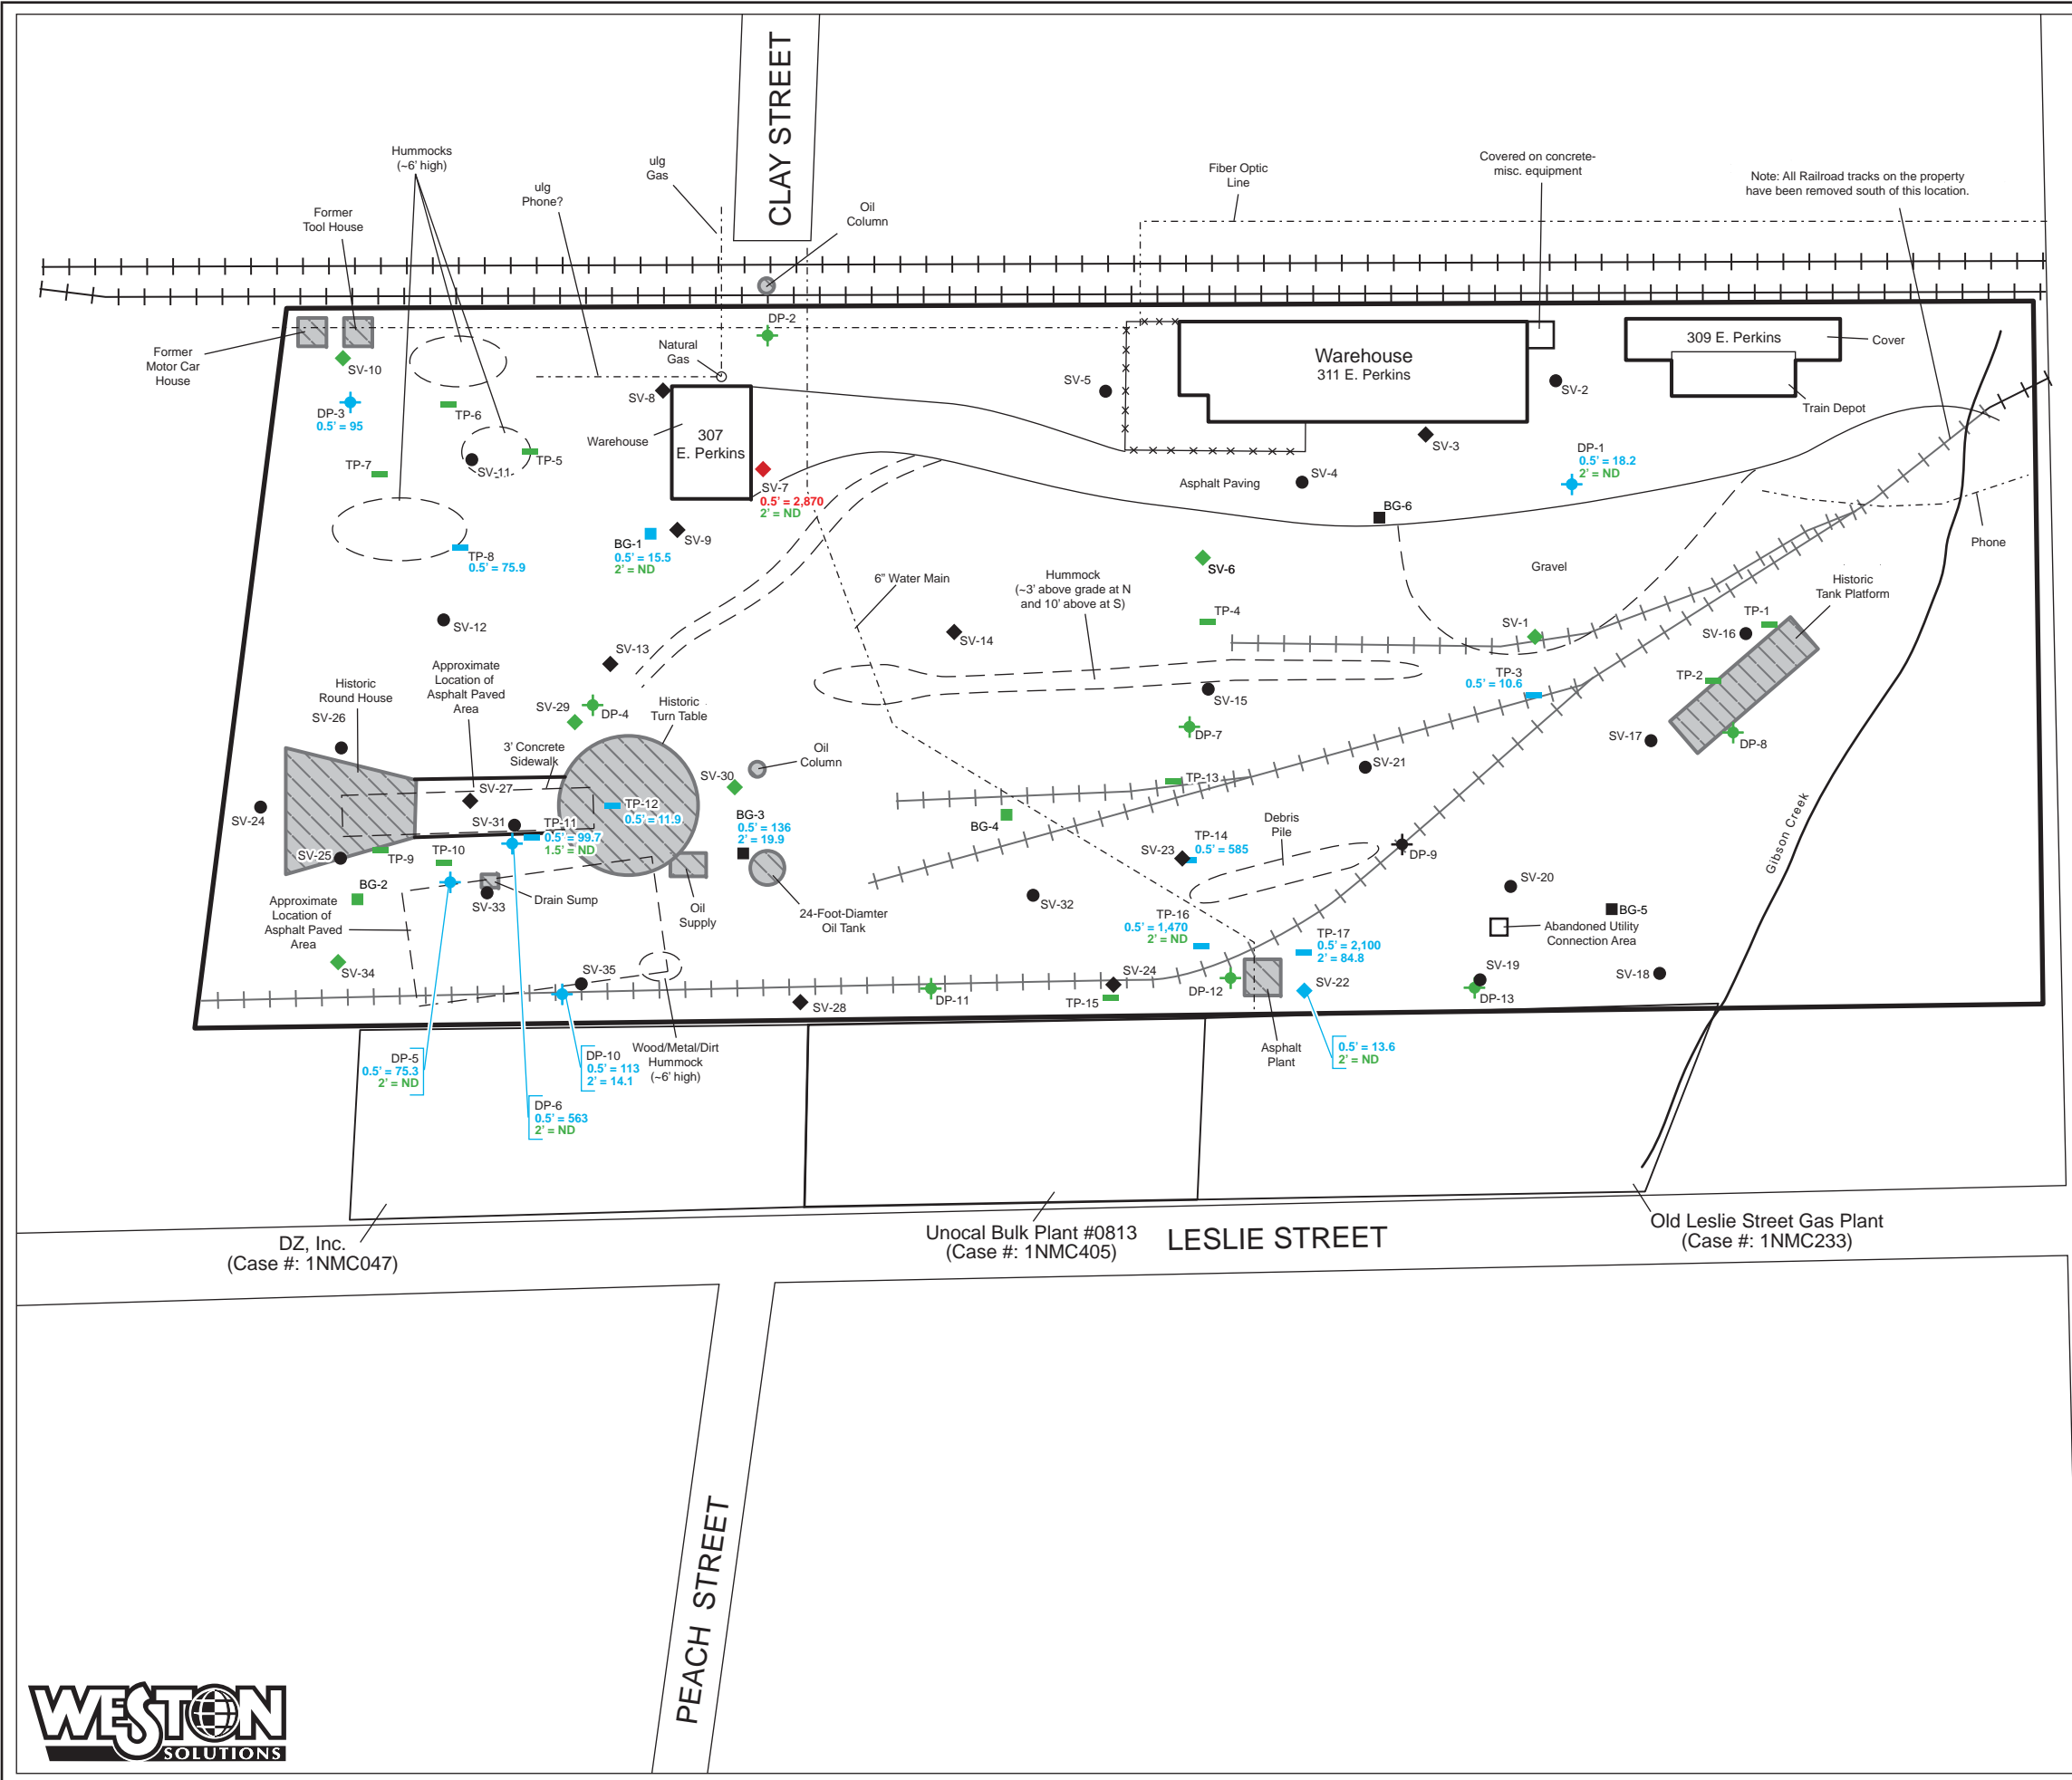 CLAY STREET
Hummocks
(~6' high)
ulg
Gas
ulg
Phone?
Former
Tool House
Oil
Column
Fiber Optic
Line
Covered on concrete-
misc. equipment
Note: All Railroad tracks on the property
have been removed south of this location.
DP-2
Natural
Gas
Former
Motor Car
House
SV-10
DP-3
0.5' = 95
TP-6
TP-7
SV-11
TP-5
SV-8
Warehouse
307
E. Perkins
SV-7
0.5' = 2,870
2' = ND
SV-5
Warehouse
311 E. Perkins
SV-2
309 E. Perkins
Cover
Train Depot
SV-3
SV-4
Asphalt Paving
DP-1
0.5' = 18.2
2' = ND
BG-6
TP-8
0.5' = 75.9
BG-1
0.5' = 15.5
2' = ND
SV-9
SV-6
Phone
Gravel
6" Water Main
Hummock
(~3' above grade at N
and 10' above at S)
Historic
Tank Platform
SV-12
SV-13
SV-14
TP-4
SV-1
TP-1
SV-16
TP-2
TP-3
0.5' = 10.6
Approximate
Location of
Asphalt Paved
Area
Historic
Round House
SV-26
SV-29
DP-4
Historic
Turn Table
SV-15
DP-7
SV-17
DP-8
3' Concrete
Sidewalk
Oil
Column
SV-21
SV-27
SV-30
TP-13
SV-24
SV-31
TP-12
0.5' = 11.9
TP-11
0.5' = 99.7
1.5' = ND
BG-3
0.5' = 136
2' = 19.9
BG-4
Debris
Pile
TP-14
0.5' = 585
SV-23
DP-9
Gibson Creek
SV-25
TP-9
TP-10
BG-2
SV-33
Drain Sump
Oil
Supply
24-Foot-Diamter
Oil Tank
SV-32
SV-20
BG-5
Abandoned Utility
Connection Area
Approximate
Location of
Asphalt Paved
Area
TP-16
0.5' = 1,470
2' = ND
TP-17
0.5' = 2,100
2' = 84.8
SV-34
SV-35
SV-24
SV-22
SV-19
SV-18
SV-28
DP-11
TP-15
DP-12
DP-13
DP-5
0.5' = 75.3
2' = ND
DP-10
0.5' = 113
2' = 14.1
Wood/Metal/Dirt
Hummock
(~6' high)
Asphalt
Plant
0.5' = 13.6
2' = ND
DP-6
0.5' = 563
2' = ND
DZ, Inc.
(Case #: 1NMC047)
Unocal Bulk Plant #0813
(Case #: 1NMC405)
LESLIE STREET
Old Leslie Street Gas Plant
(Case #: 1NMC233)
PEACH STREET
WESTON
SOLUTIONS